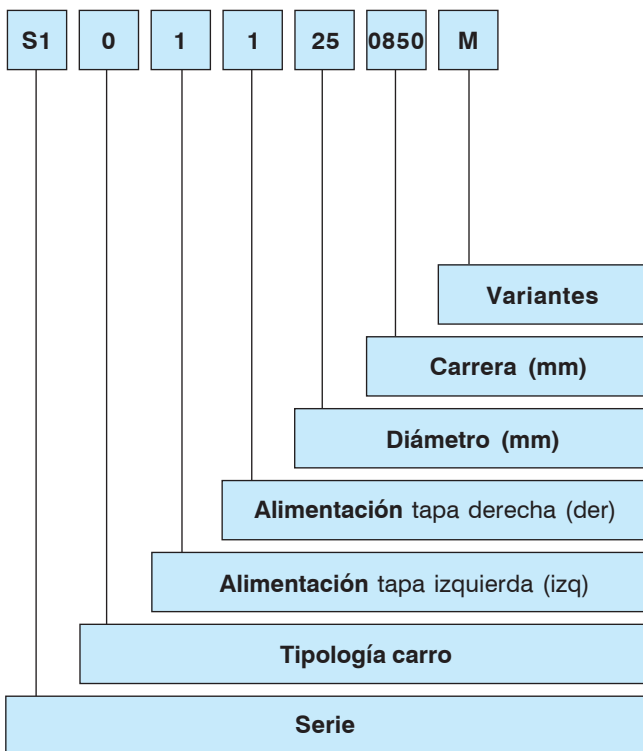 S1 0 1 1 25 0850 M
Variantes
Carrera (mm)
Diámetro (mm)
Alimentación tapa derecha (der)
Alimentación tapa izquierda (izq)
Tipología carro
Serie